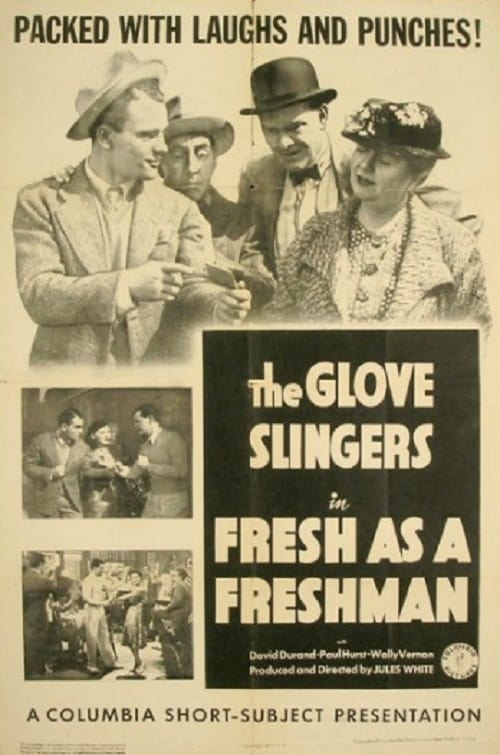 PACKED WITH LAUGHS AND PUNCHES!
The GLOVE
SLINGERS
in
FRESH AS A
FRESHMAN
with
David Durand-Paul Hurst-Wally Vernon
Produced and Directed by JULES WHITE
A COLUMBIA SHORT-SUBJECT PRESENTATION